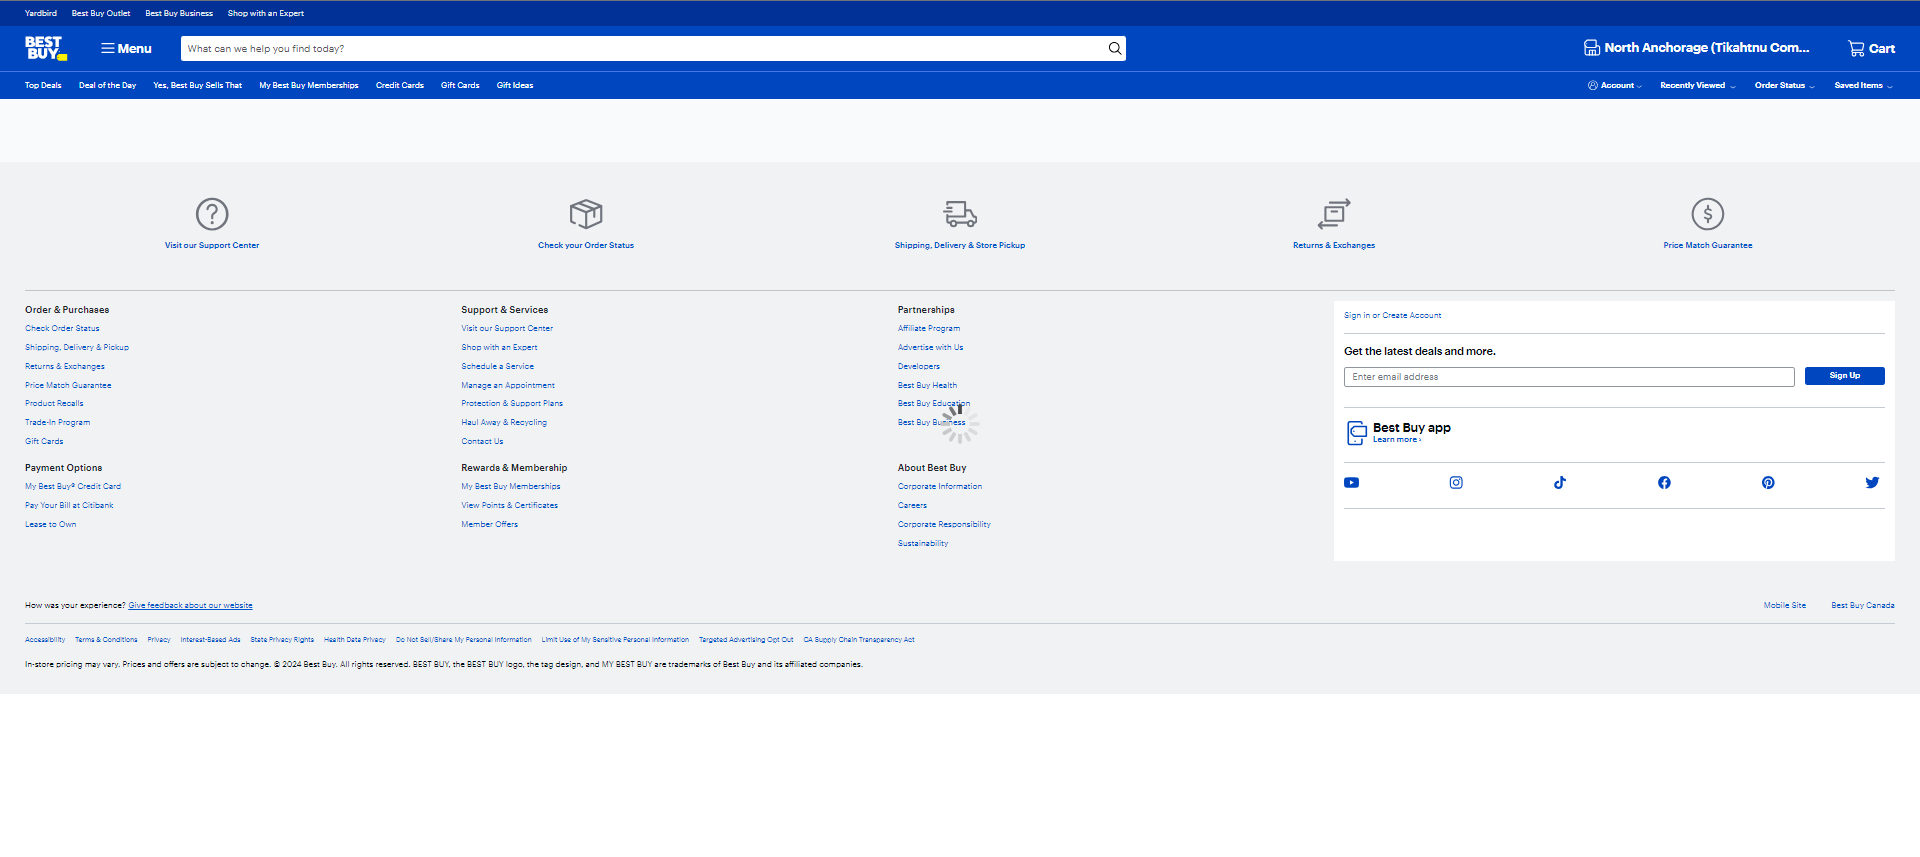 Yardbird Best Buy Outlet Best Buy Business Shop with an Expert
BEST BUY
Menu
What can we help you find today?
North Anchorage (Tikahtnu Com...
Cart
Top Deals Deal of the Day Yes, Best Buy Sells That My Best Buy Memberships Credit Cards Gift Cards Gift Ideas
Account Recently Viewed Order Status Saved Items
Visit our Support Center
Check your Order Status
Shipping, Delivery & Store Pickup
Returns & Exchanges
Price Match Guarantee
Order & Purchases
Check Order Status
Shipping, Delivery & Pickup
Returns & Exchanges
Price Match Guarantee
Product Recalls
Trade-In Program
Gift Cards
Payment Options
My Best Buy® Credit Card
Pay Your Bill at Citibank
Lease to Own
Support & Services
Visit our Support Center
Shop with an Expert
Schedule a Service
Manage an Appointment
Protection & Support Plans
Haul Away & Recycling
Contact Us
Rewards & Membership
My Best Buy Memberships
View Points & Certificates
Member Offers
Partnerships
Affiliate Program
Advertise with Us
Developers
Best Buy Health
Best Buy Education
Best Buy Business
About Best Buy
Corporate Information
Careers
Corporate Responsibility
Sustainability
Sign in or Create Account
Get the latest deals and more.
Enter email address
Sign Up
Best Buy app
Learn more ›
How was your experience? Give feedback about our website
Mobile Site Best Buy Canada
Accessibility Terms & Conditions Privacy Interest-Based Ads State Privacy Rights Health Data Privacy Do Not Sell/Share My Personal Information Limit Use of My Sensitive Personal Information Targeted Advertising Opt Out CA Supply Chain Transparency Act
In-store pricing may vary. Prices and offers are subject to change. © 2024 Best Buy. All rights reserved. BEST BUY, the BEST BUY logo, the tag design, and MY BEST BUY are trademarks of Best Buy and its affiliated companies.